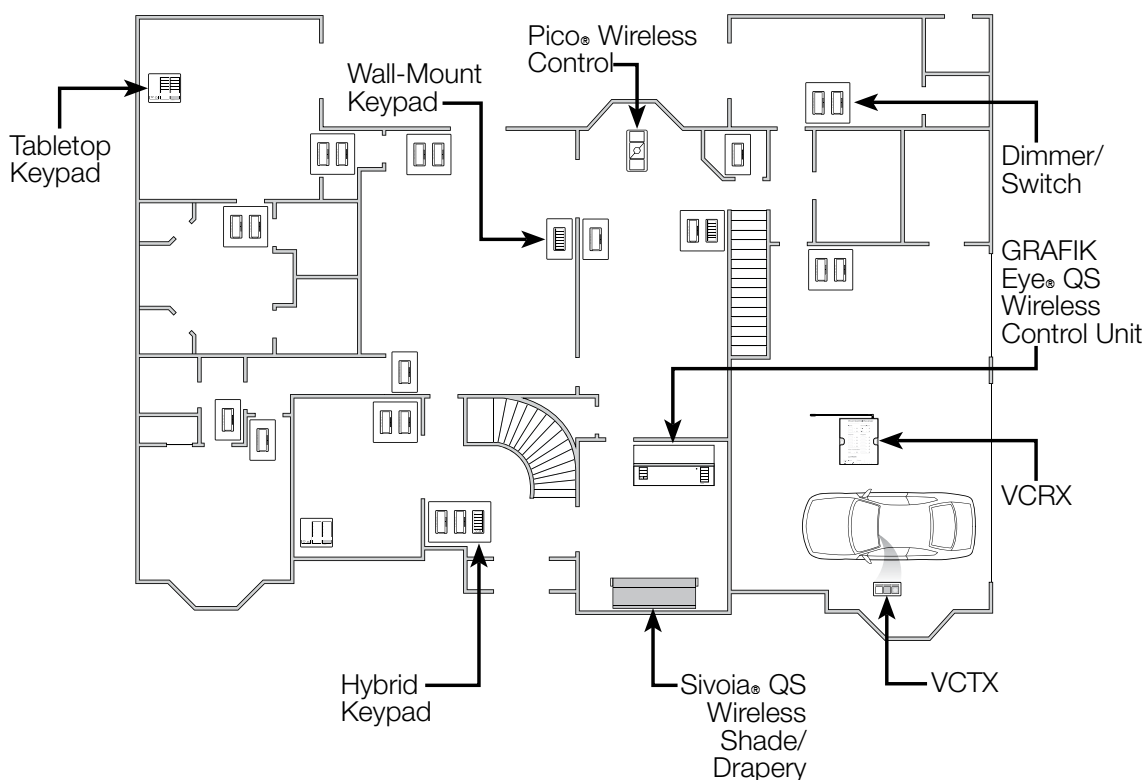 Pico® Wireless
Control
Wall-Mount
Keypad
Tabletop
Keypad
Dimmer/
Switch
GRAFIK
Eye® QS
Wireless
Control Unit
VCRX
VCTX
Hybrid
Keypad
Sivoia® QS
Wireless
Shade/
Drapery